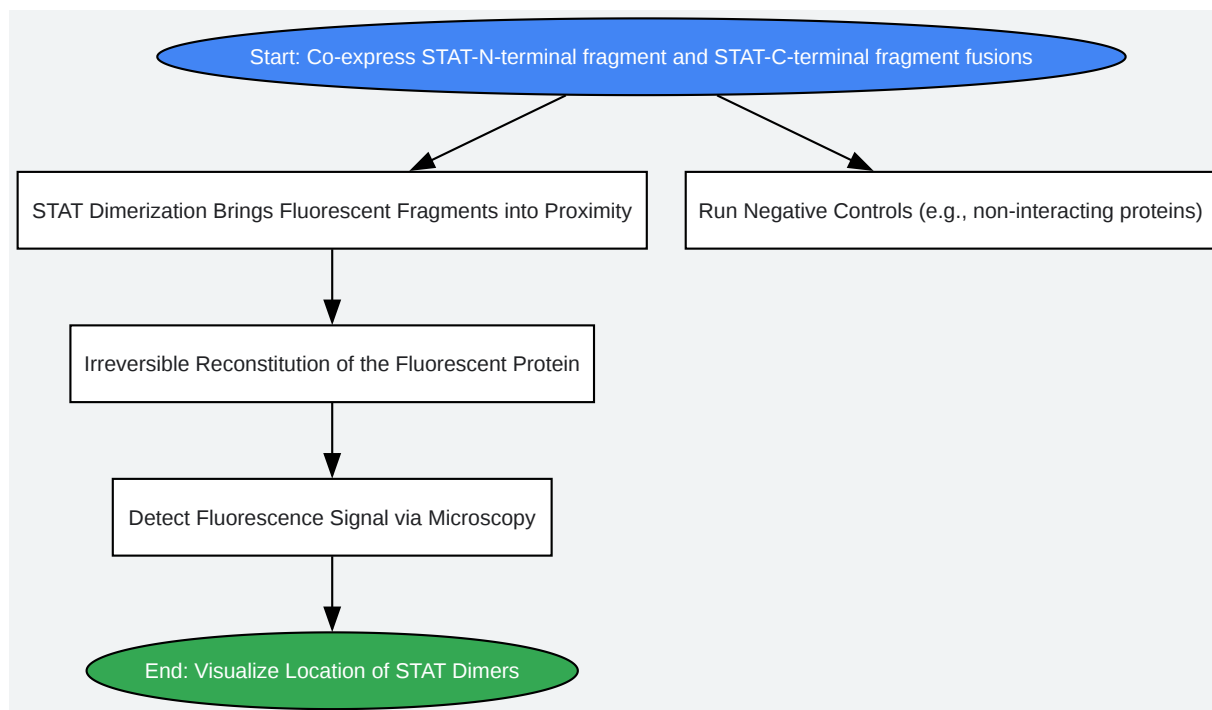 Start: Co-express STAT-N-terminal fragment and STAT-C-terminal fragment fusions
STAT Dimerization Brings Fluorescent Fragments into Proximity
Run Negative Controls (e.g., non-interacting proteins)
Irreversible Reconstitution of the Fluorescent Protein
Detect Fluorescence Signal via Microscopy
End: Visualize Location of STAT Dimers